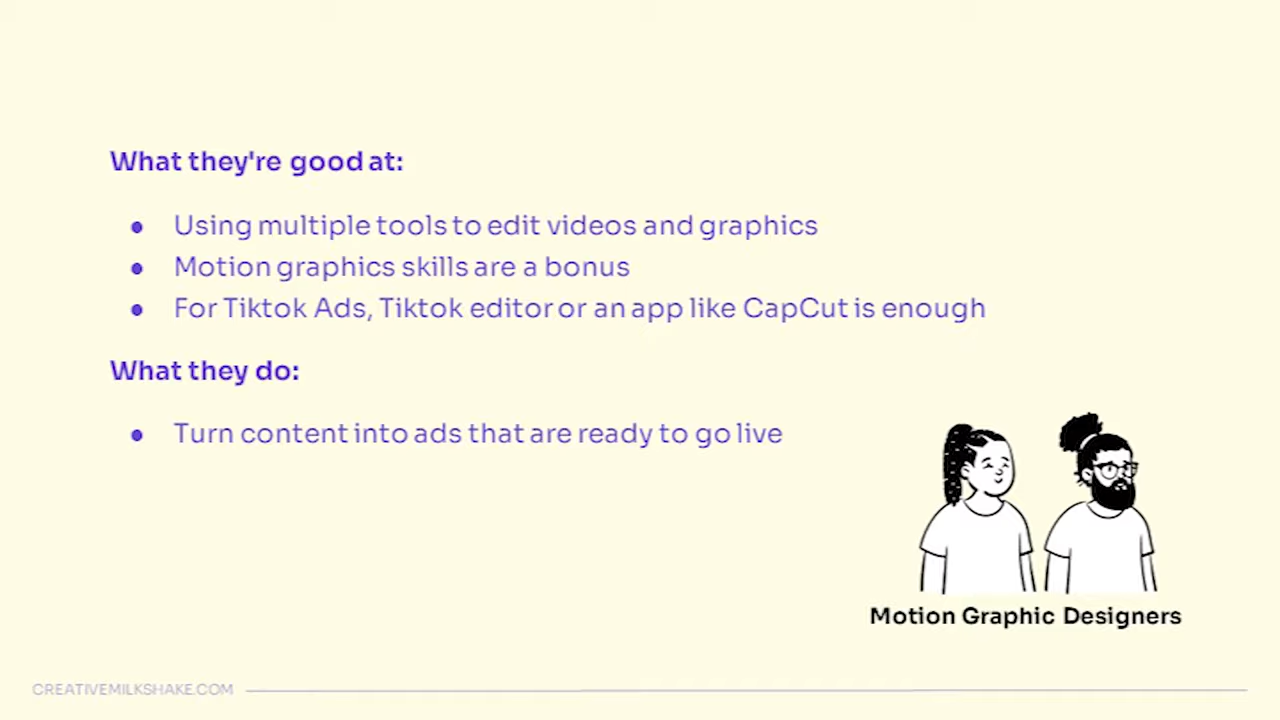 What they're good at:
Using multiple tools to edit videos and graphics
Motion graphics skills are a bonus
For Tiktok Ads, Tiktok editor or an app like CapCut is enough
What they do:
Turn content into ads that are ready to go live
Motion Graphic Designers
CREATIVEMILKSHAKE.COM